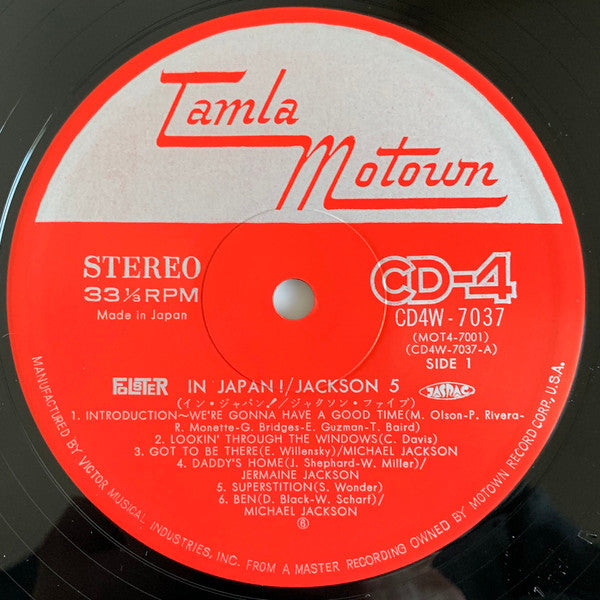 Tamla
Motown
STEREO
33 1/3 RPM
Made in Japan
CD-4
CD4W-7037
(MOT4-7001)
(CD4W-7037-A)
SIDE 1
IN JAPAN!/JACKSON 5
JASRAC
(イン・ジャパン!/ジャクソン・ファイブ)
1. INTRODUCTION~WE'RE GONNA HAVE A GOOD TIME(M. Olson-P. Rivera-
R. Monette-G. Bridges-E. Guzman-T. Baird)
2. LOOKIN' THROUGH THE WINDOWS(C. Davis)
3. GOT TO BE THERE(E. Willensky)/MICHAEL JACKSON
4. DADDY'S HOME(J. Shephard-W. Miller)/
JERMAINE JACKSON
5. SUPERSTITION(S. Wonder)
6. BEN(D. Black-W. Scharf)/
MICHAEL JACKSON
MANUFACTURED BY VICTOR MUSICAL INDUSTRIES, INC. FROM A MASTER RECORDING OWNED BY MOTOWN RECORD CORP. U.S.A.